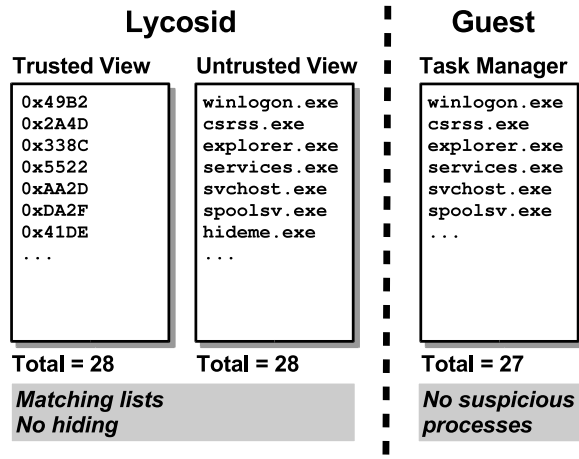 Lycosid
Guest
Trusted View
0x49B2
0x2A4D
0x338C
0x5522
0xAA2D
0xDA2F
0x41DE
...
Total = 28
Untrusted View
winlogon.exe
csrss.exe
explorer.exe
services.exe
svchost.exe
spoolsv.exe
hideme.exe
...
Total = 28
Matching lists
No hiding
Task Manager
winlogon.exe
csrss.exe
explorer.exe
services.exe
svchost.exe
spoolsv.exe
...
Total = 27
No suspicious
processes